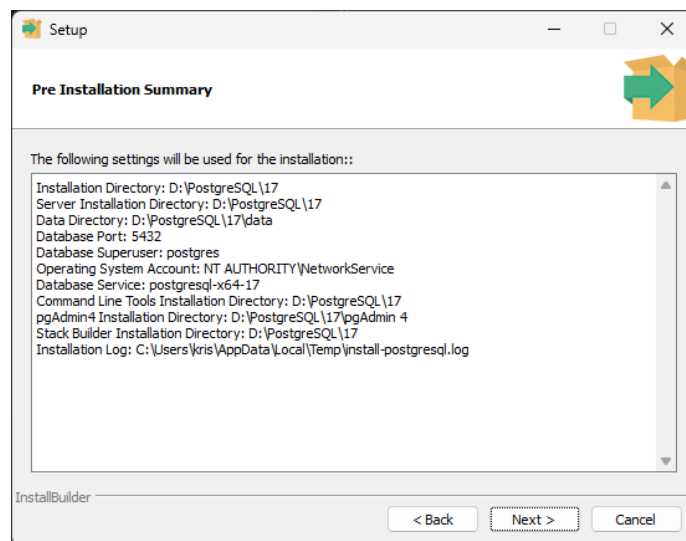 Setup
Pre Installation Summary
The following settings will be used for the installation::
Installation Directory: D:\PostgreSQL\17
Server Installation Directory: D:\PostgreSQL\17
Data Directory: D:\PostgreSQL\17\data
Database Port: 5432
Database Superuser: postgres
Operating System Account: NT AUTHORITY\NetworkService
Database Service: postgresql-x64-17
Command Line Tools Installation Directory: D:\PostgreSQL\17
pgAdmin4 Installation Directory: D:\PostgreSQL\17\pgAdmin 4
Stack Builder Installation Directory: D:\PostgreSQL\17
Installation Log: C:\Users\kris\AppData\Local\Temp\install-postgresql.log
InstallBuilder
< Back Next > Cancel